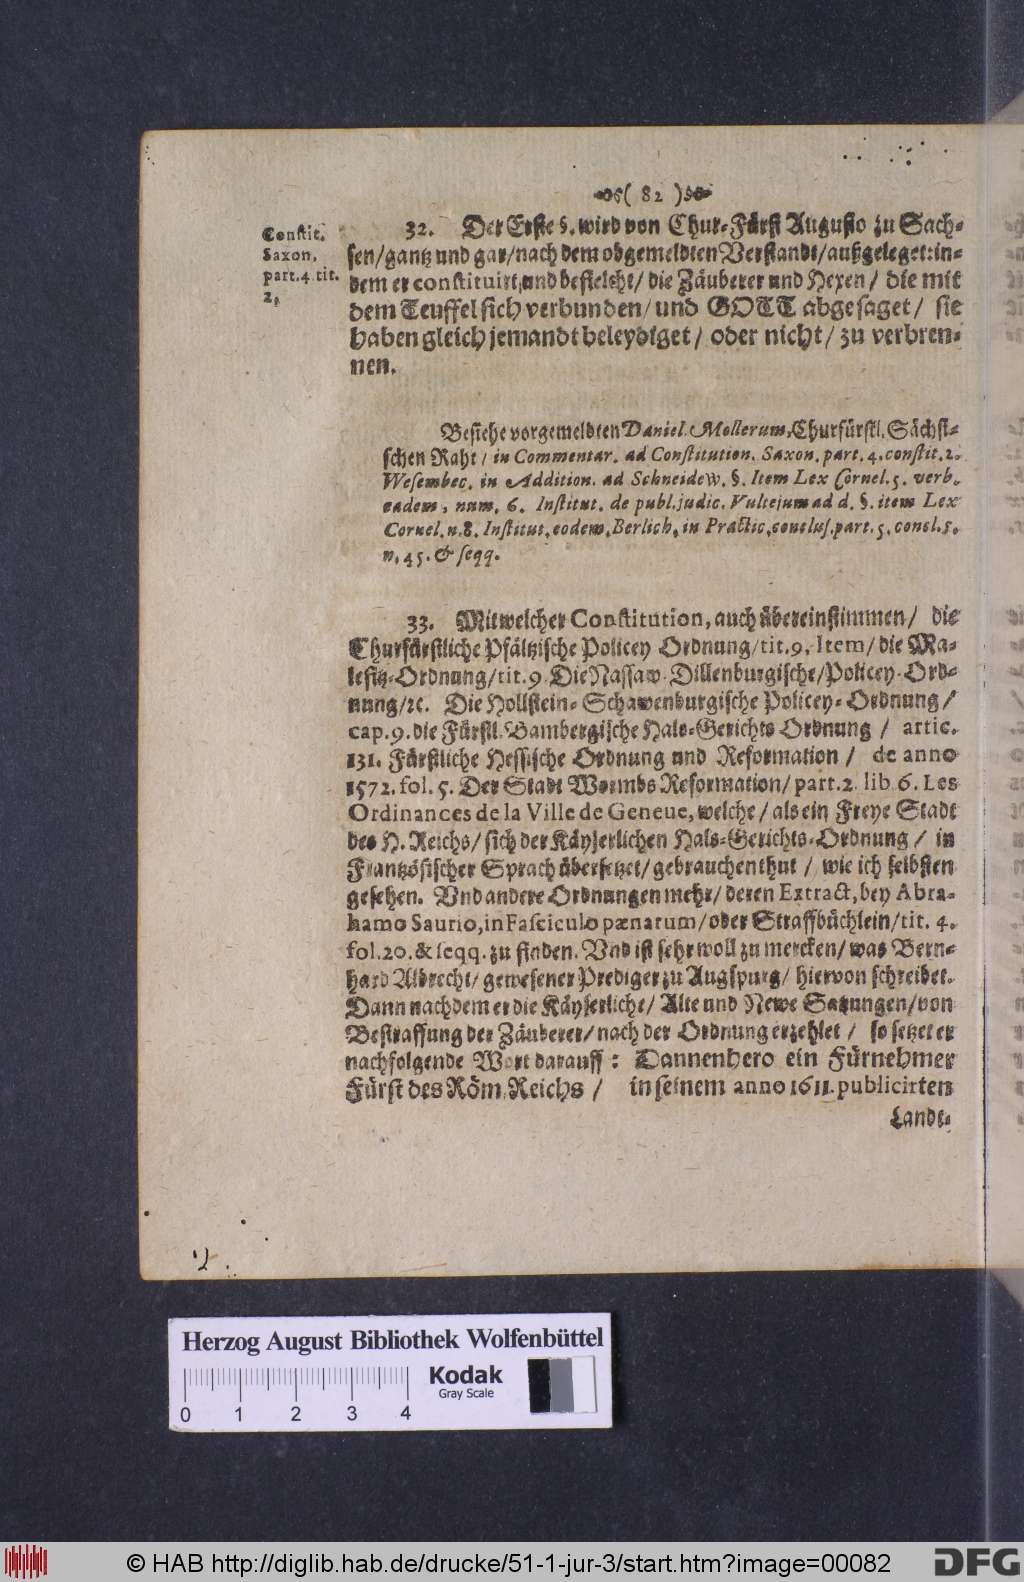 ( 82 )
Constit.
Saxon.
part. 4. tit.
2.
32. Der Erste §. wird von Chur-Fürst Augusto zu Sach-
sen/ gantz und gar/ nach dem obgemeldten Verstandt/ außgeleget: in-
dem er constituirt, und befielcht/ die Zäuberer und Hexen/ die mit
dem Teuffel sich verbunden/ und GOTT abgesaget/ sie
haben gleich jemandt beleydiget/ oder nicht/ zu verbren-
nen.
Besiehe vorgemeldten Daniel. Mollerum, Churfürstl. Sächsi-
schen Raht/ in Commentar. ad Constitution. Saxon. part. 4. constit. 2.
Wesembec. in Addition. ad Schneidew. §. Item Lex Cornel. 5. verb.
eadem, num. 6. Institut. de publ. judic. Vultejum ad d. §. item Lex
Cornel. n. 8. Institut. eodem, Berlich. in Practic. conclus. part. 5. concl. 5.
n. 45. & seqq.
33. Mit welcher Constitution, auch übereinstimmen/ die
Churfürstliche Pfältzische Policey Ordnung/ tit. 9. Item/ die Ma-
lefitz-Ordnung/ tit. 9. Die Nassaw-Dillenburgische/ Policey-Ord-
nung/ ꝛc. Die Hollstein-Schawenburgische Policey-Ordnung/
cap. 9. die Fürstl. Bambergische Hals-Gerichts Ordnung/ artic.
131. Fürstliche Hessische Ordnung und Reformation/ de anno
1572. fol. 5. Der Stadt Wormbs Reformation/ part. 2. lib 6. Les
Ordinances de la Ville de Geneue, welche/ als ein Freye Stadt
des H. Reichs/ sich der Käyserlichen Hals-Gerichts-Ordnung/ in
Frantzösischer Sprach übersetzet/ gebrauchen thut/ wie ich selbsten
gesehen. Vnd andere Ordnungen mehr/ deren Extract, bey Abra-
hamo Saurio, in Fasciculo pœnarum/ oder Straffbüchlein/ tit. 4.
fol. 20. & seqq. zu finden. Vnd ist sehr woll zu mercken/ was Bern-
hard Albrecht/ gewesener Prediger zu Augspurg/ hiervon schreibet.
Dann nachdem er die Käyserliche/ Alte und Newe Satzungen/ von
Bestraffung der Zäuberer/ nach der Ordnung erzehlet/ so setzet er
nachfolgende Wort darauff: Dannenhero ein Fürnehmer
Fürst des Röm. Reichs/ in seinem anno 1611. publicirten
Landt-
Herzog August Bibliothek Wolfenbüttel
Kodak
Gray Scale
0 1 2 3 4
© HAB http://diglib.hab.de/drucke/51-1-jur-3/start.htm?image=00082
DFG